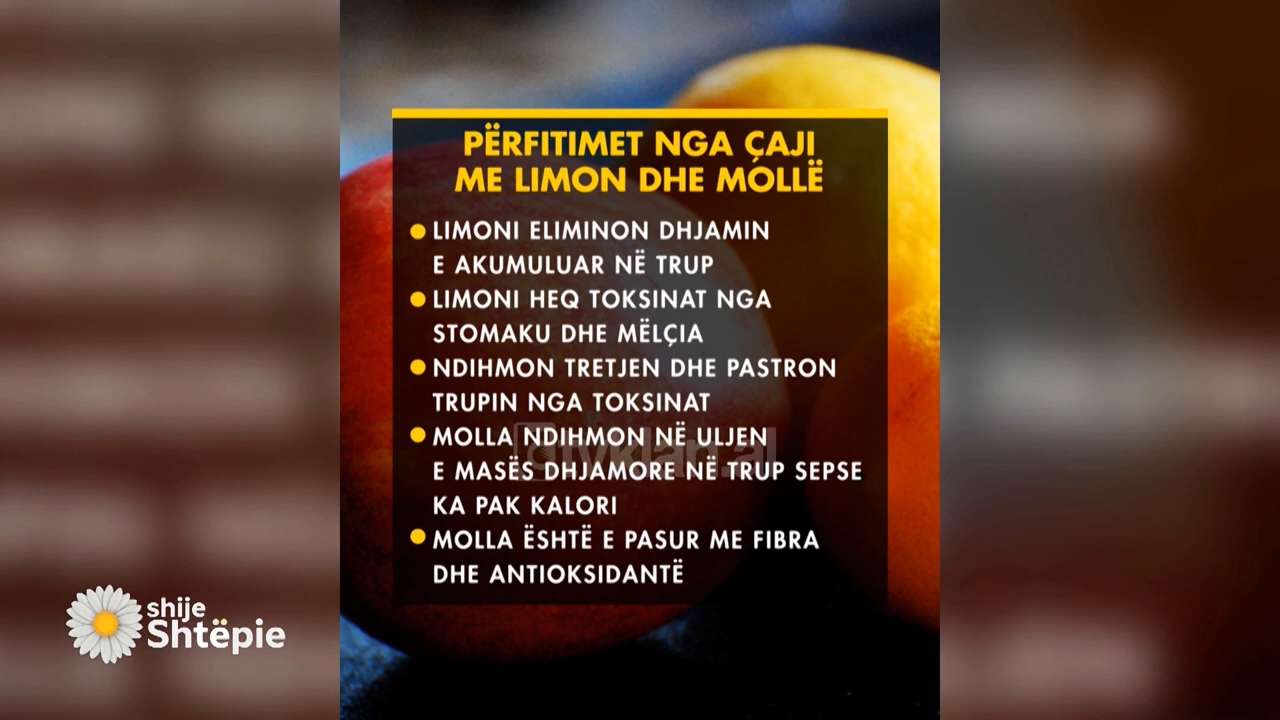 PËRFITIMET NGA ÇAJI
ME LIMON DHE MOLLË
LIMONI ELIMINON DHJAMIN
E AKUMULUAR NË TRUP
LIMONI HEQ TOKSINAT NGA
STOMAKU DHE MËLÇIA
NDIHMON TRETJEN DHE PASTRON
TRUPIN NGA TOKSINAT
MOLLA NDIHMON NË ULJEN
E MASËS DHJAMORE NË TRUP SEPSE
KA PAK KALORI
MOLLA ËSHTË E PASUR ME FIBRA
DHE ANTIOKSIDANTË
shije
Shtëpie